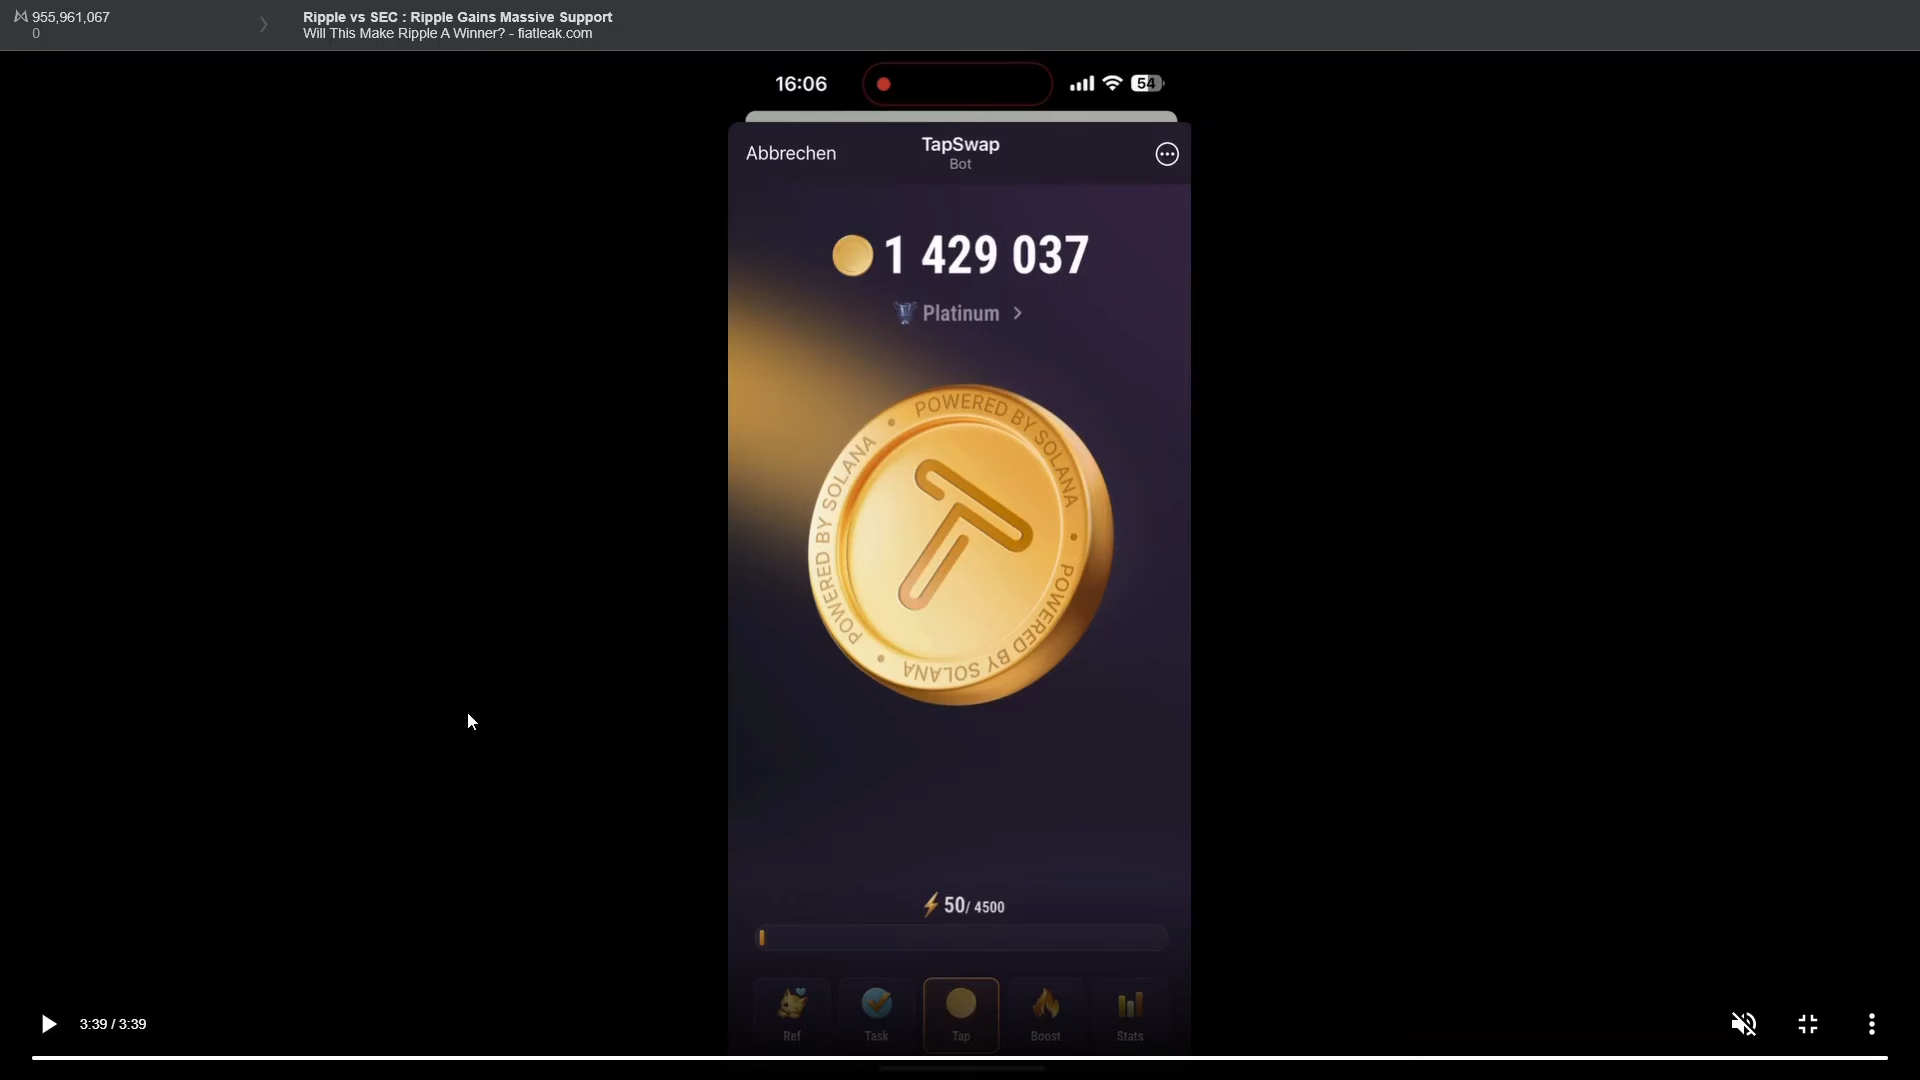 955,961,067
0
Ripple vs SEC : Ripple Gains Massive Support
Will This Make Ripple A Winner? - fiatleak.com
16:06
54
Abbrechen
TapSwap
Bot
1 429 037
Platinum
POWERED BY SOLANA • POWERED BY SOLANA • POWERED BY SOLANA •
50/ 4500
Ref
Task
Tap
Boost
Stats
3:39 / 3:39